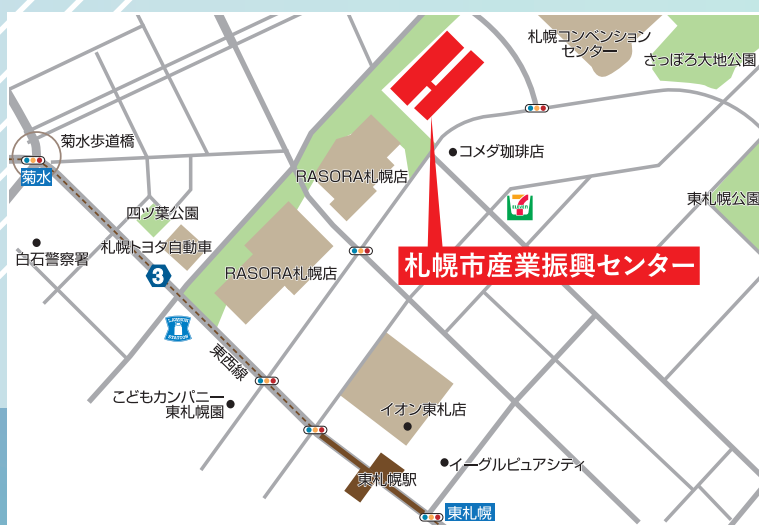 札幌コンベンション
センター
さっぽろ大地公園
菊水歩道橋
コメダ珈琲店
菊水
RASORA札幌店
東札幌公園
四ツ葉公園
ELEVEN
札幌トヨタ自動車
白石警察署
札幌市産業振興センター
3
RASORA札幌店
LAWSON
STATION
東西線
こどもカンパニー
東札幌園
イオン東札店
イーグルピュアシティ
東札幌駅
東札幌